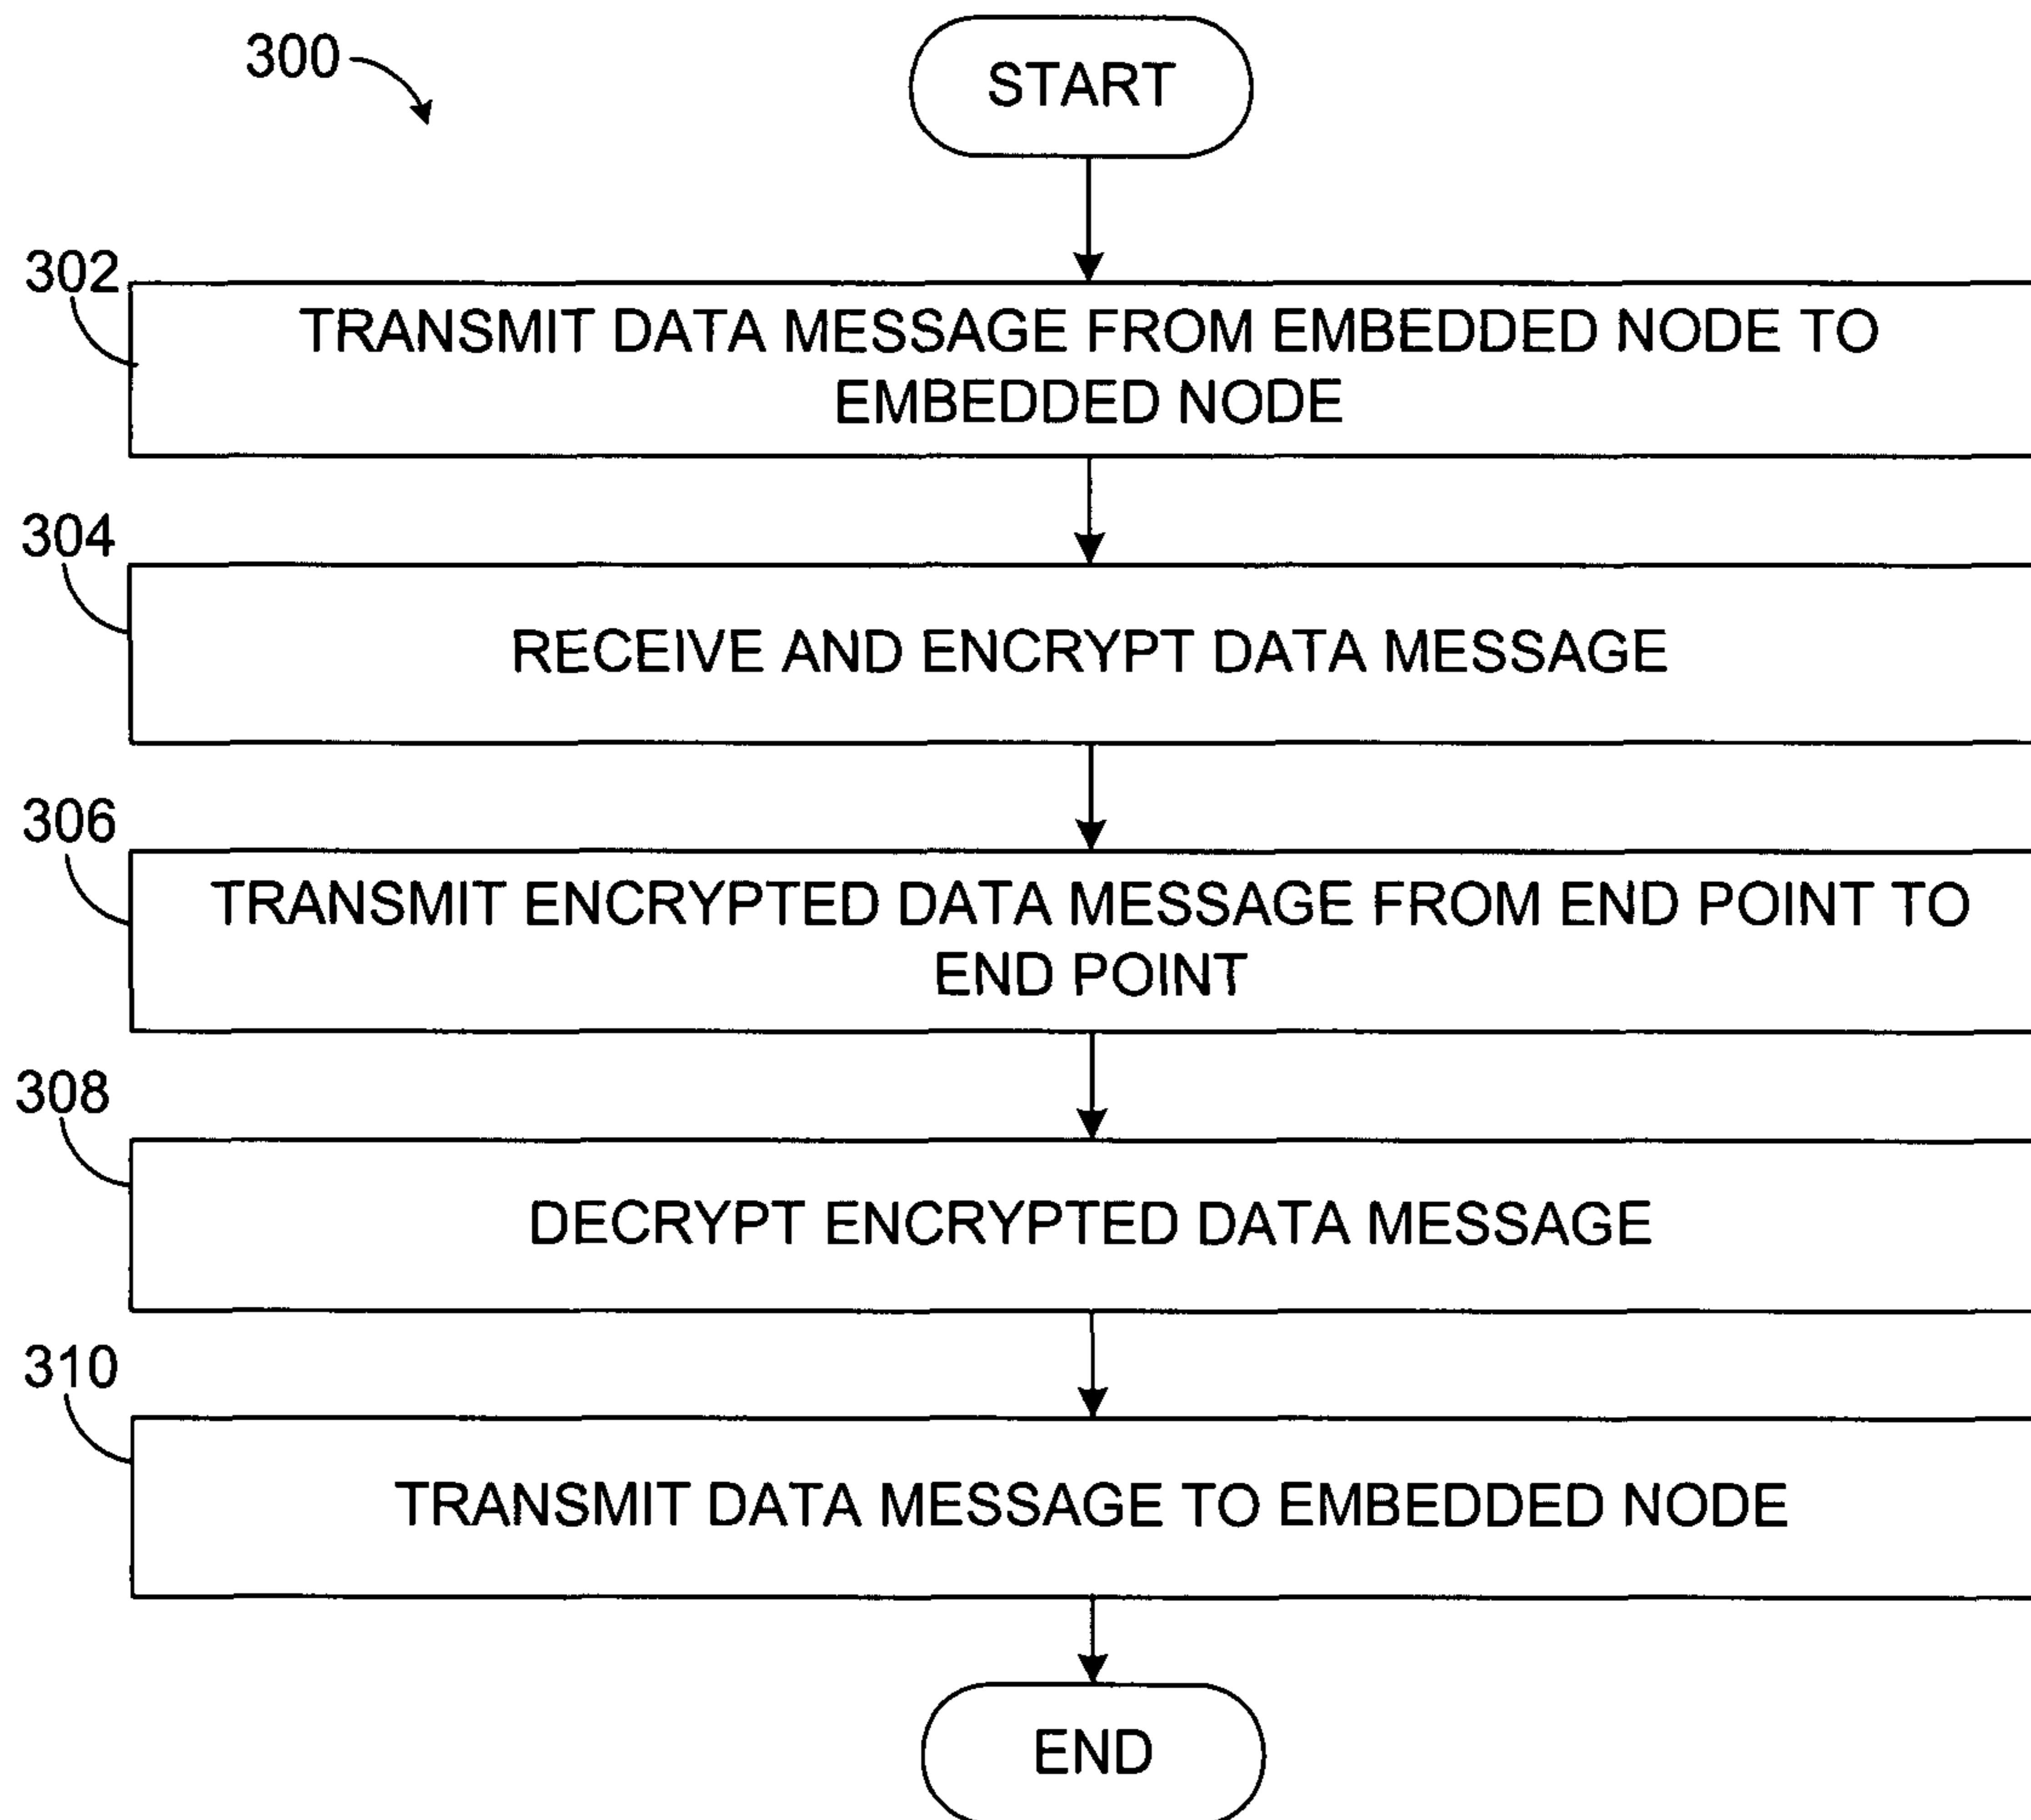 300
START
302
TRANSMIT DATA MESSAGE FROM EMBEDDED NODE TO
EMBEDDED NODE
304
RECEIVE AND ENCRYPT DATA MESSAGE
306
TRANSMIT ENCRYPTED DATA MESSAGE FROM END POINT TO
END POINT
308
DECRYPT ENCRYPTED DATA MESSAGE
310
TRANSMIT DATA MESSAGE TO EMBEDDED NODE
END